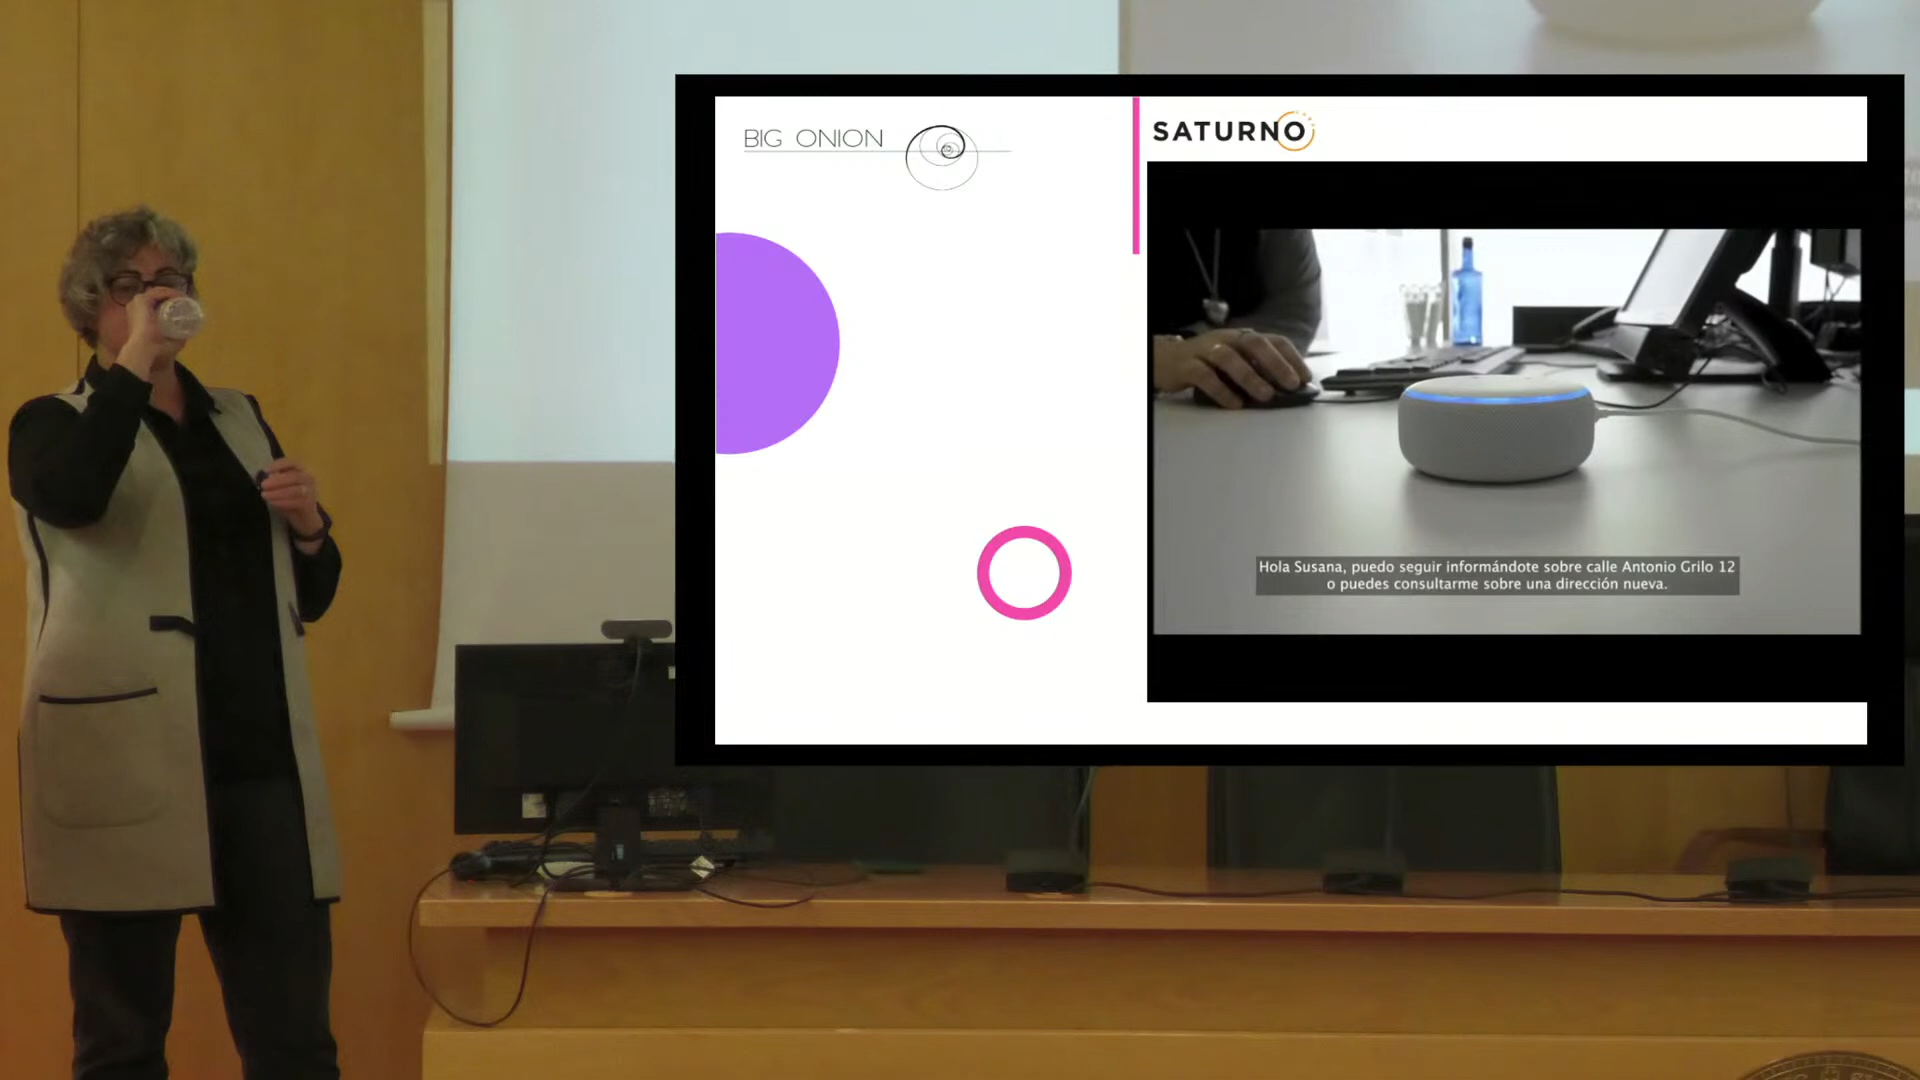 BIG ONION
SATURNO
Hola Susana, puedo seguir informándote sobre calle Antonio Grilo 12
o puedes consultarme sobre una dirección nueva.